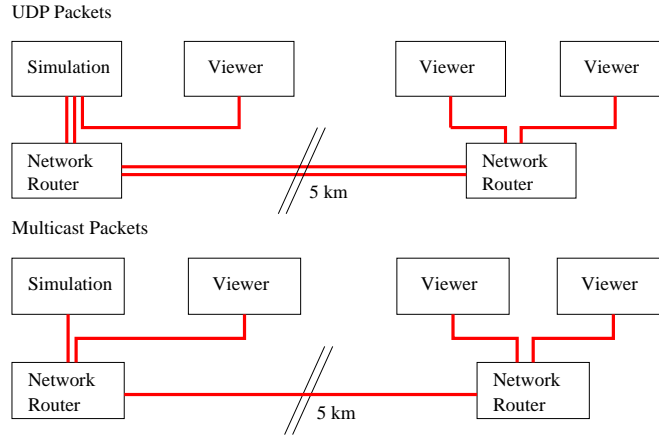 UDP Packets
Simulation
Viewer
Viewer
Viewer
Network
Router
Network
Router
5 km
Multicast Packets
Simulation
Viewer
Viewer
Viewer
Network
Router
Network
Router
5 km